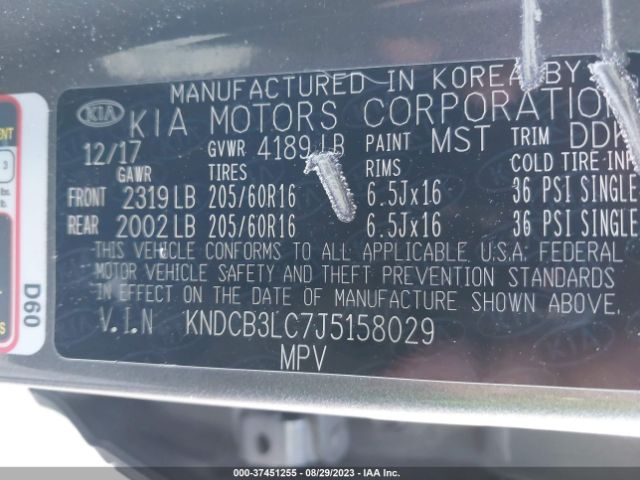 MANUFACTURED IN KOREA BY
KIA KIA MOTORS CORPORATION
12/17 GVWR 4189 LB PAINT MST TRIM
GAWR TIRES RIMS COLD TIRE
FRONT 2319 LB 205/60R16 6.5Jx16 36 PSI SINGLE
REAR 2002 LB 205/60R16 6.5Jx16 36 PSI SINGLE
THIS VEHICLE CONFORMS TO ALL APPLICABLE U.S.A. FEDERAL
MOTOR VEHICLE SAFETY AND THEFT PREVENTION STANDARDS
IN EFFECT ON THE DATE OF MANUFACTURE SHOWN ABOVE.
V.I.N KNDCB3LC7J5158029
MPV
D60
000-37451255 - 08/29/2023 - IAA Inc.